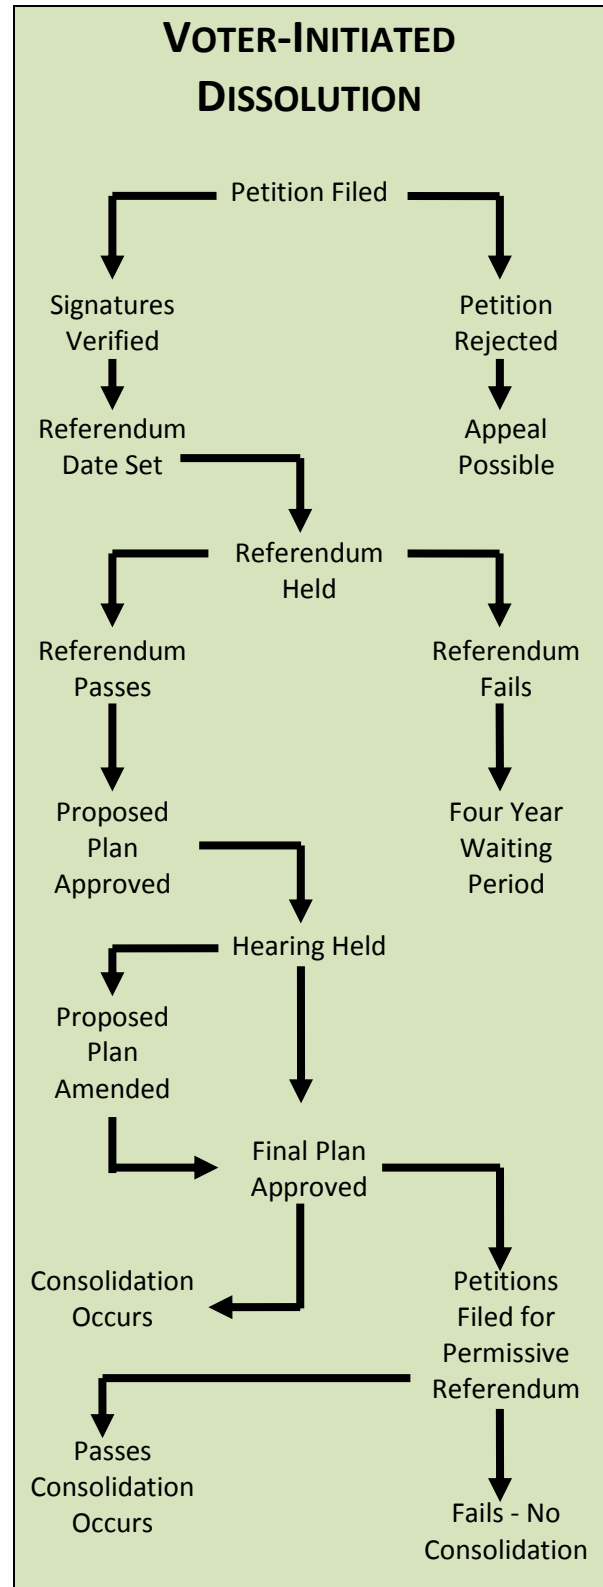 VOTER-INITIATED
DISSOLUTION
Petition Filed
Signatures
Verified
Petition
Rejected
Referendum
Date Set
Appeal
Possible
Referendum
Held
Referendum
Passes
Referendum
Fails
Proposed
Plan
Approved
Four Year
Waiting
Period
Hearing Held
Proposed
Plan
Amended
Final Plan
Approved
Consolidation
Occurs
Petitions
Filed for
Permissive
Referendum
Passes
Consolidation
Occurs
Fails - No
Consolidation